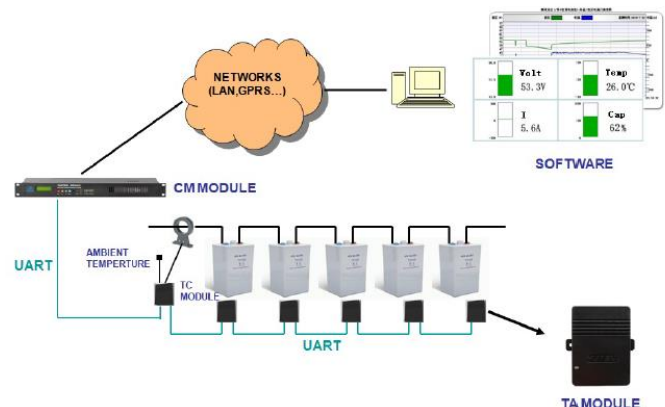 NETWORKS
(LAN,GPRS...)
Volt
53.3V
Temp
26.0℃
I
5.6A
Cap
62%
SOFTWARE
CM MODULE
UART
AMBIENT
TEMPERTURE
TC
MODULE
UART
TA MODULE